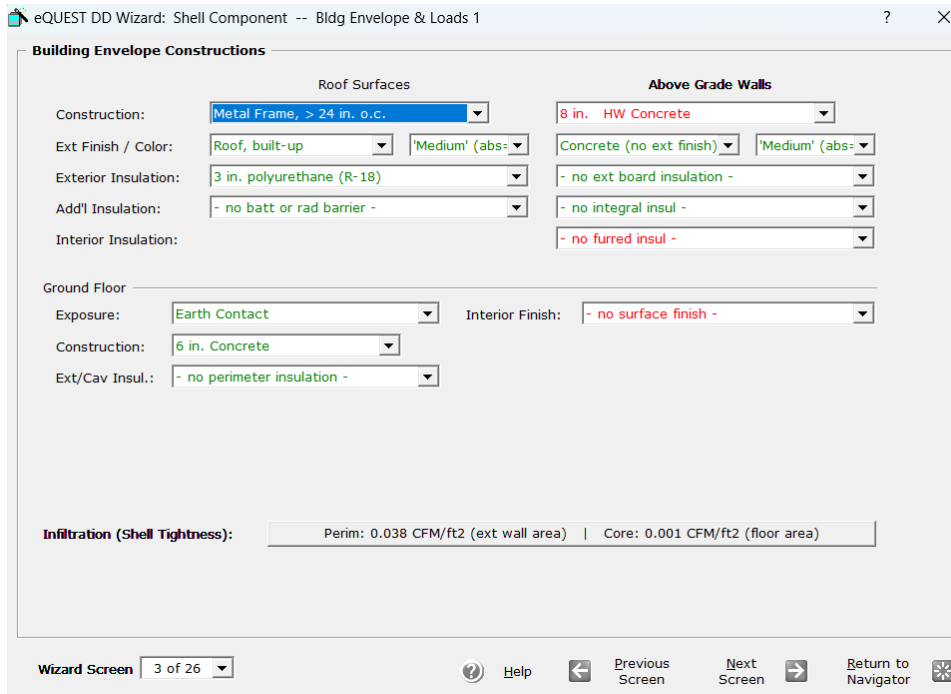 eQUEST DD Wizard: Shell Component -- Bldg Envelope & Loads 1
?
Building Envelope Constructions
Roof Surfaces
Above Grade Walls
Construction:
Metal Frame, > 24 in. o.c.
8 in. HW Concrete
Ext Finish / Color:
Roof, built-up
'Medium' (abs=
Concrete (no ext finish)
'Medium' (abs=
Exterior Insulation:
3 in. polyurethane (R-18)
- no ext board insulation -
Add'l Insulation:
- no batt or rad barrier -
- no integral insul -
Interior Insulation:
- no furred insul -
Ground Floor
Exposure:
Earth Contact
Interior Finish:
- no surface finish -
Construction:
6 in. Concrete
Ext/Cav Insul.:
- no perimeter insulation -
Infiltration (Shell Tightness):
Perim: 0.038 CFM/ft2 (ext wall area) | Core: 0.001 CFM/ft2 (floor area)
Wizard Screen
3 of 26
? Help
Previous
Screen
Next
Screen
Return to
Navigator